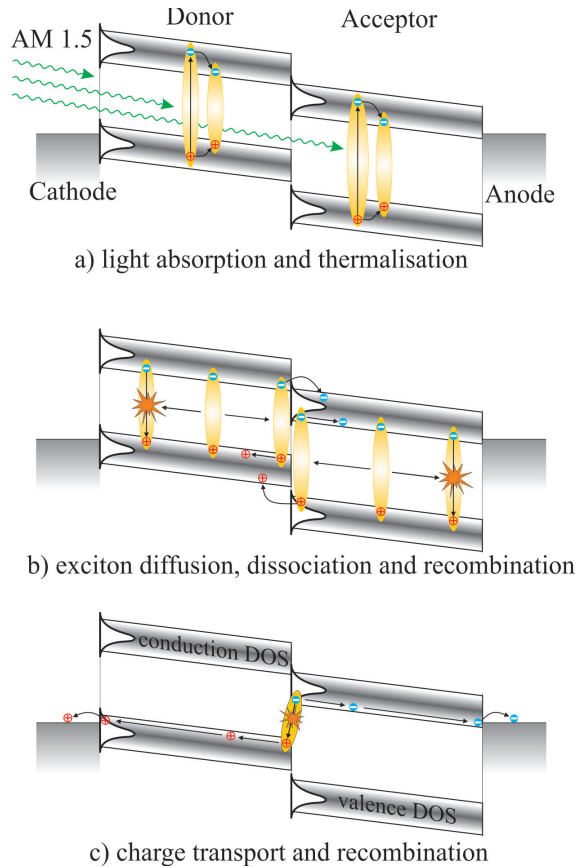 Donor
Acceptor
AM 1.5
Cathode
Anode
a) light absorption and thermalisation
b) exciton diffusion, dissociation and recombination
conduction DOS
valence DOS
c) charge transport and recombination